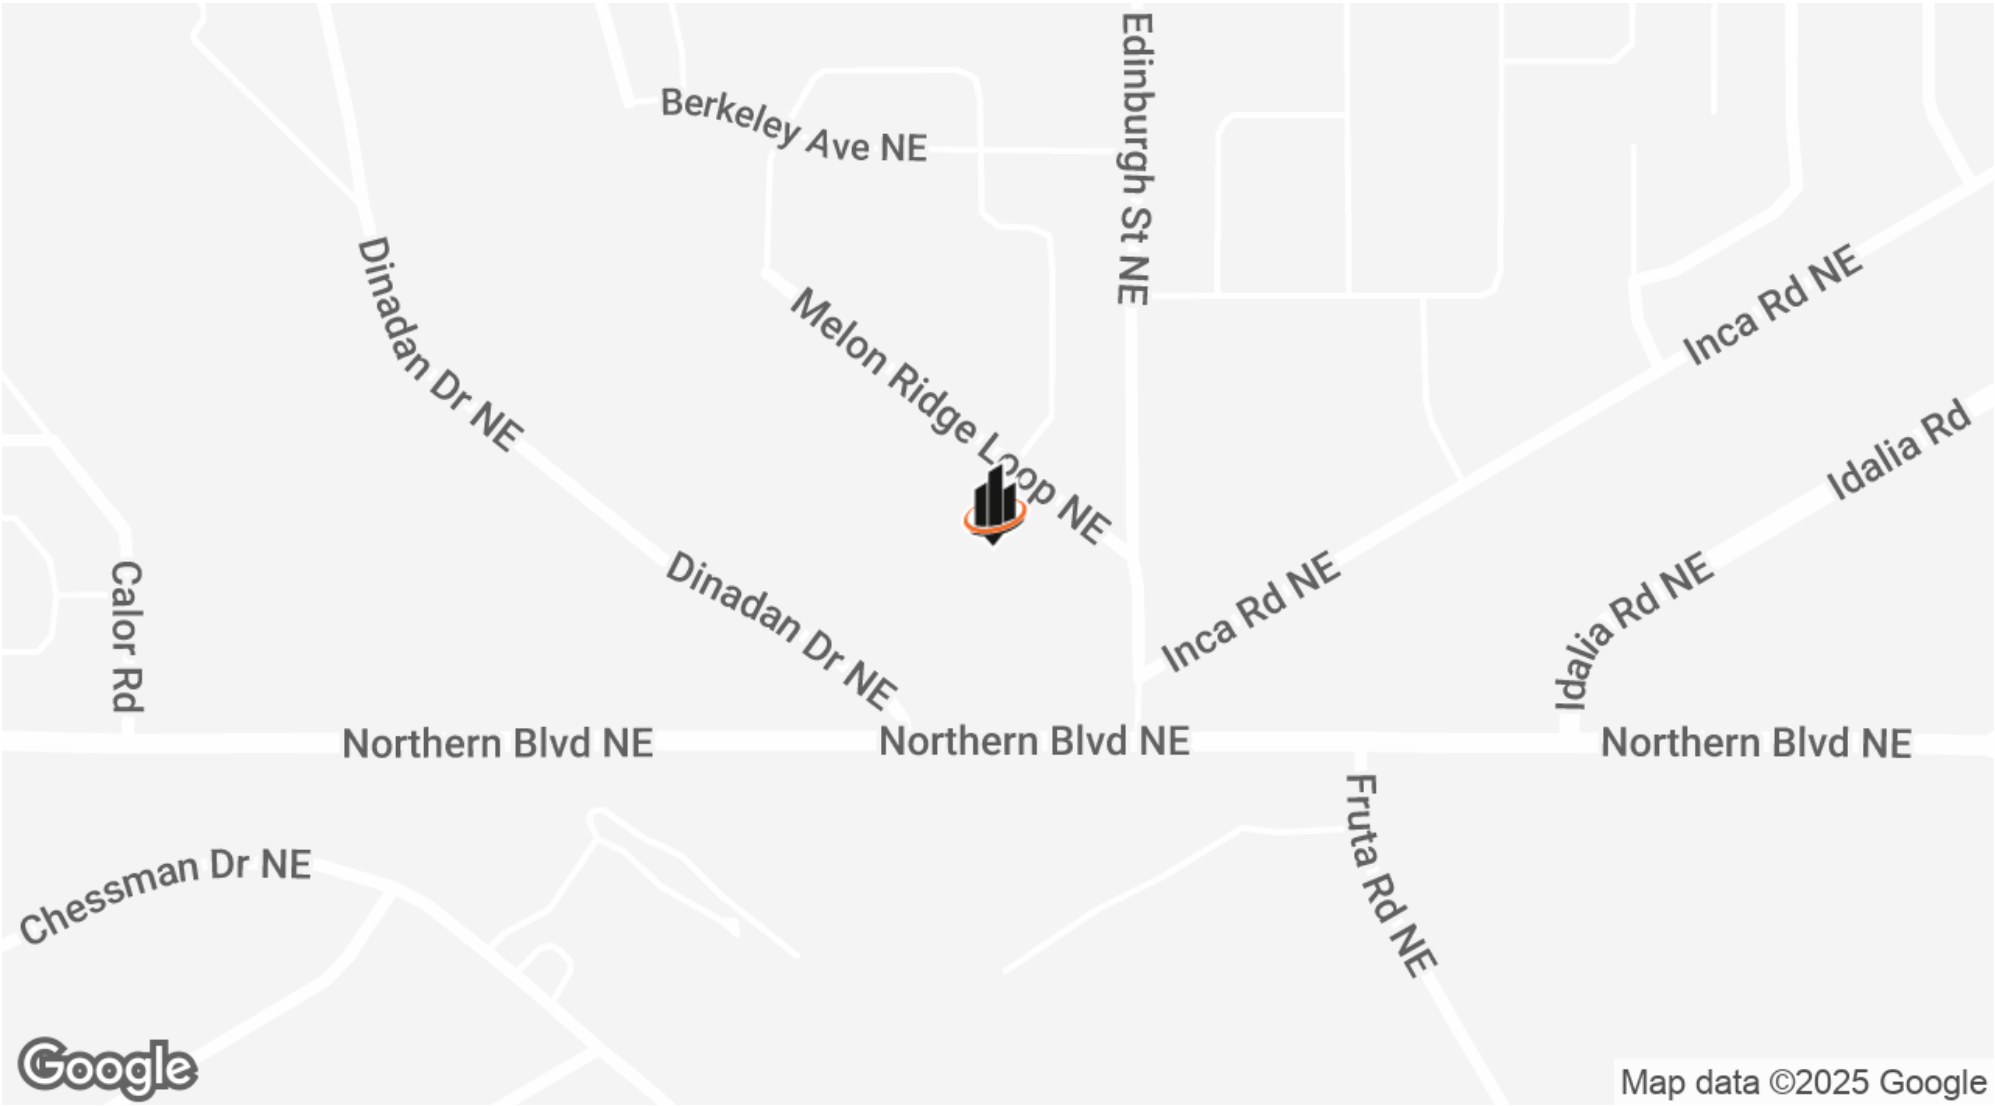 Edinburgh St NE
Berkeley Ave NE
Dinadan Dr NE
Melon Ridge Loop NE
Inca Rd NE
Idalia Rd
Calor Rd
Dinadan Dr NE
Inca Rd NE
Idalia Rd NE
Northern Blvd NE
Northern Blvd NE
Northern Blvd NE
Fruta Rd NE
Chessman Dr NE
Google
Map data ©2025 Google